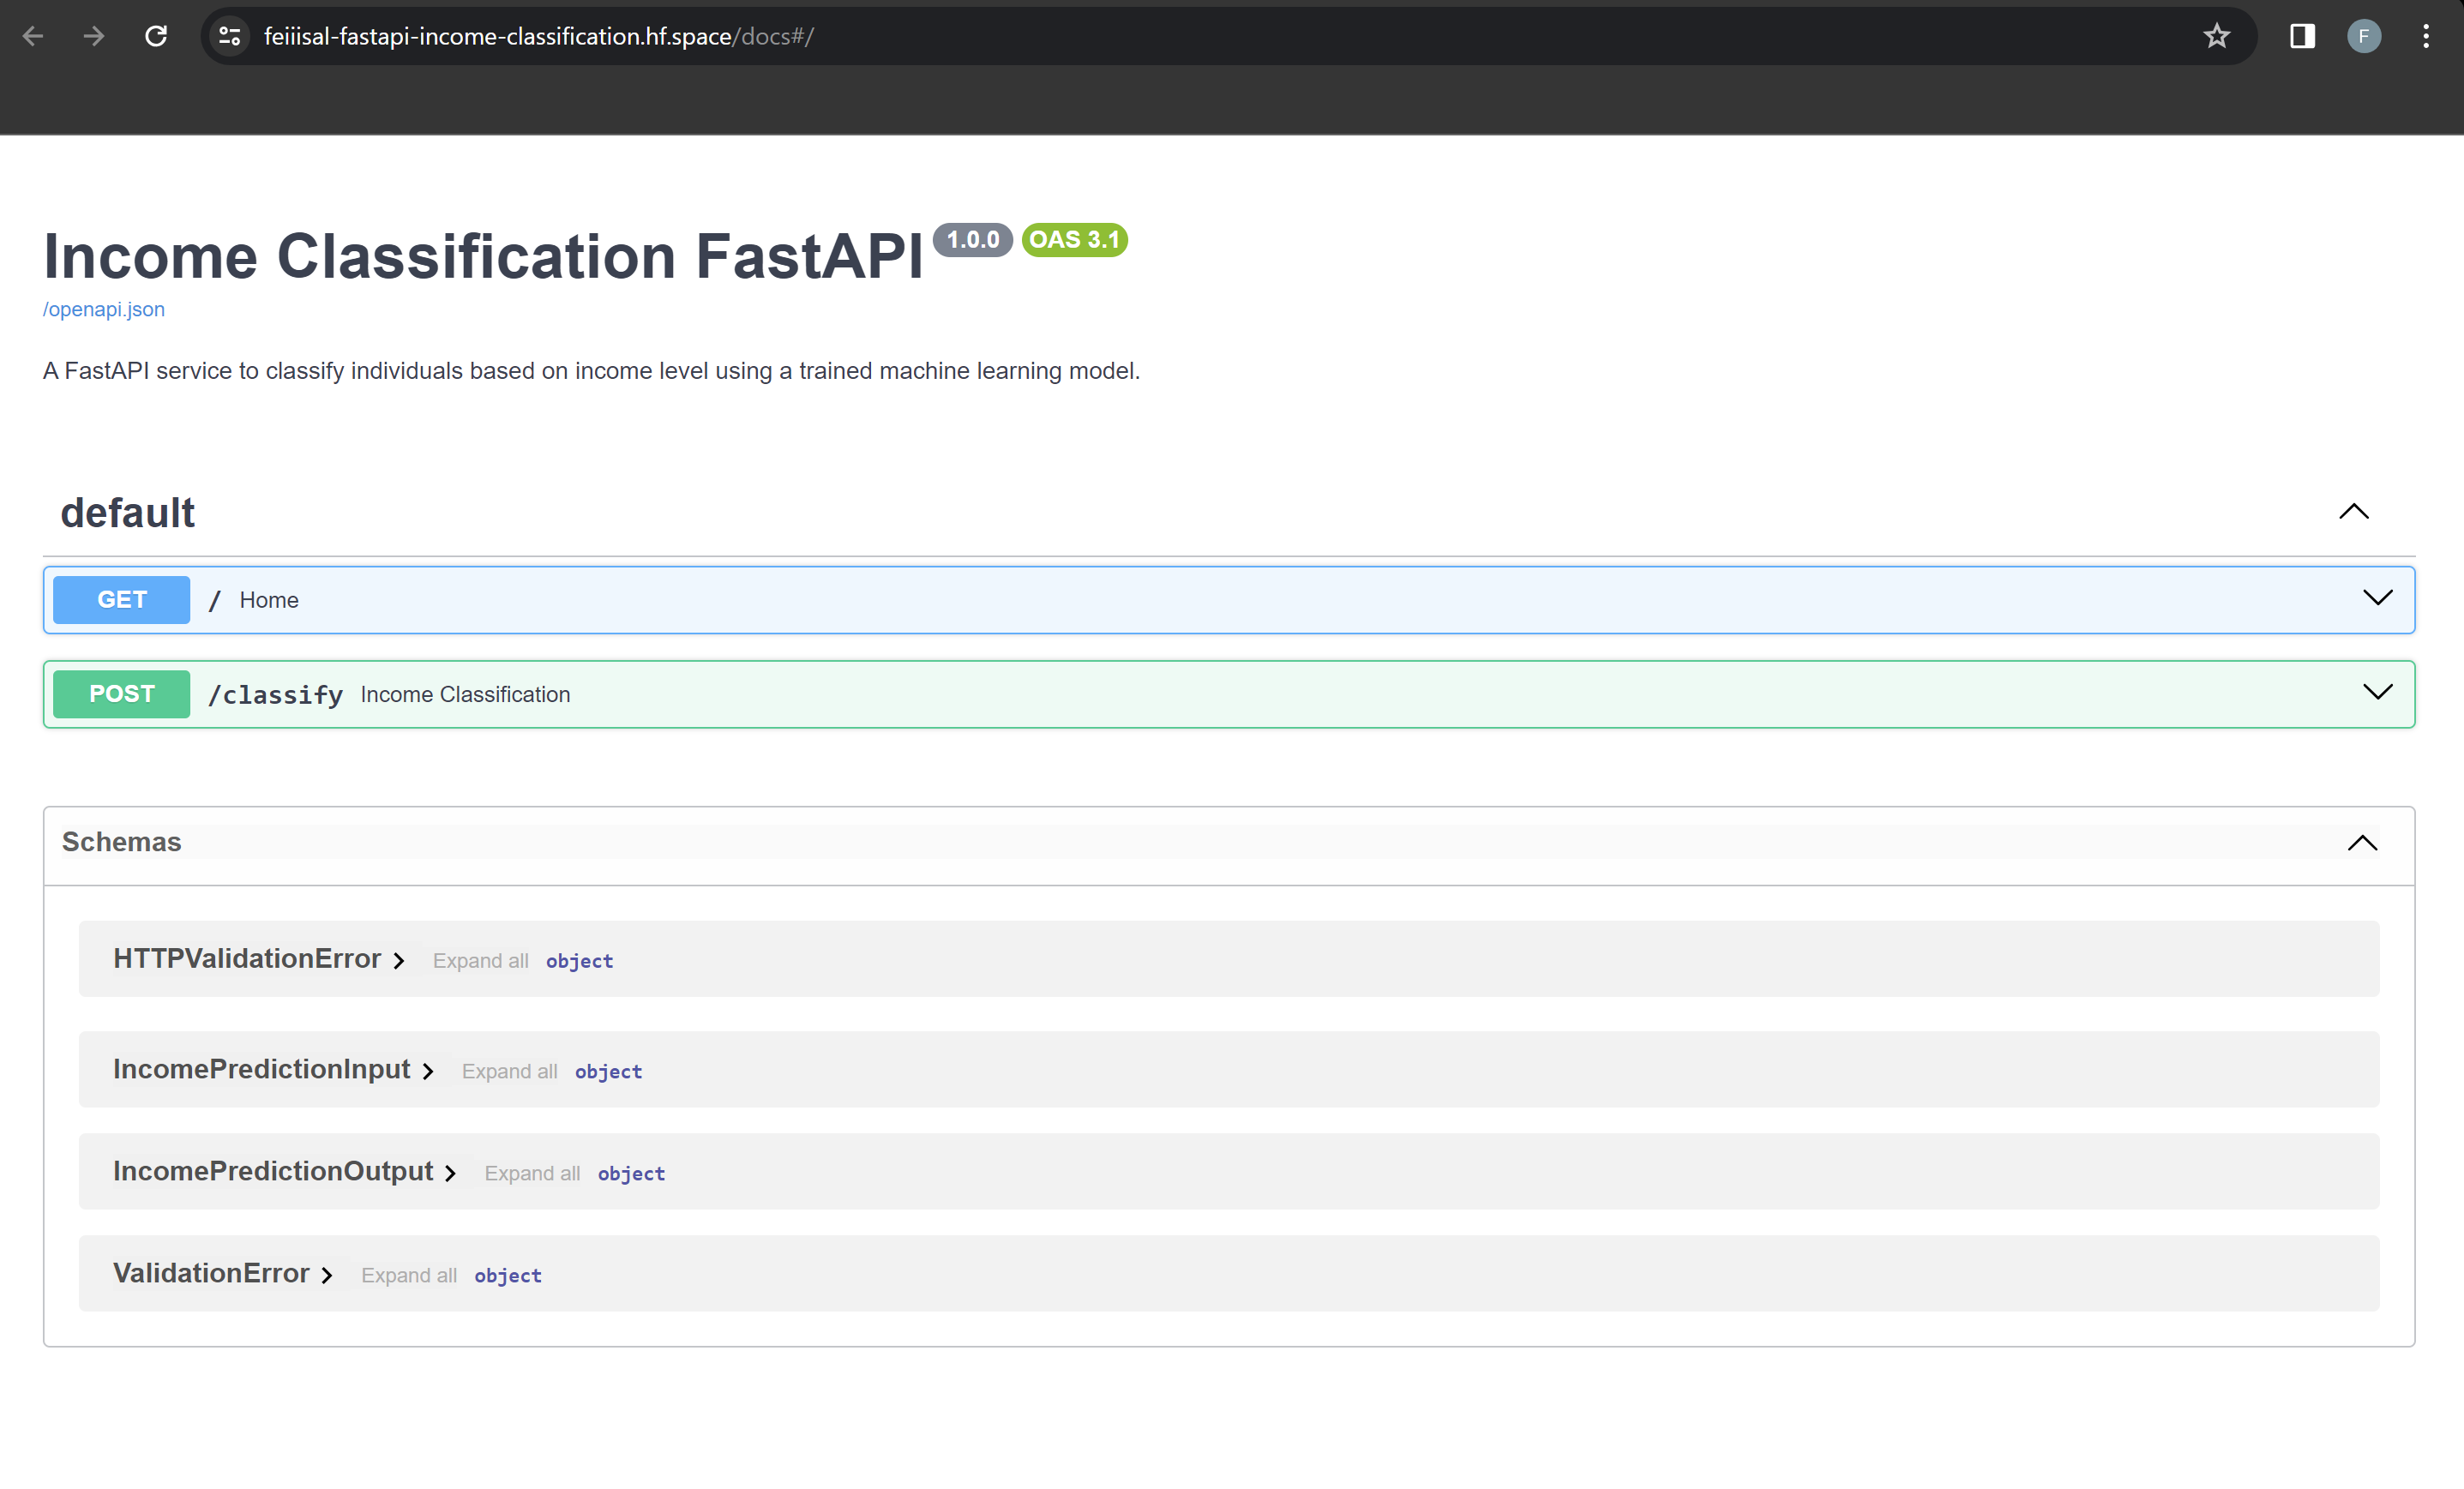 feiiisal-fastapi-income-classification.hf.space/docs#/
F
Income Classification FastAPI 1.0.0 OAS 3.1
/openapi.json
A FastAPI service to classify individuals based on income level using a trained machine learning model.
default
GET / Home
POST /classify Income Classification
Schemas
HTTPValidationError Expand all object
IncomePredictionInput Expand all object
IncomePredictionOutput Expand all object
ValidationError Expand all object